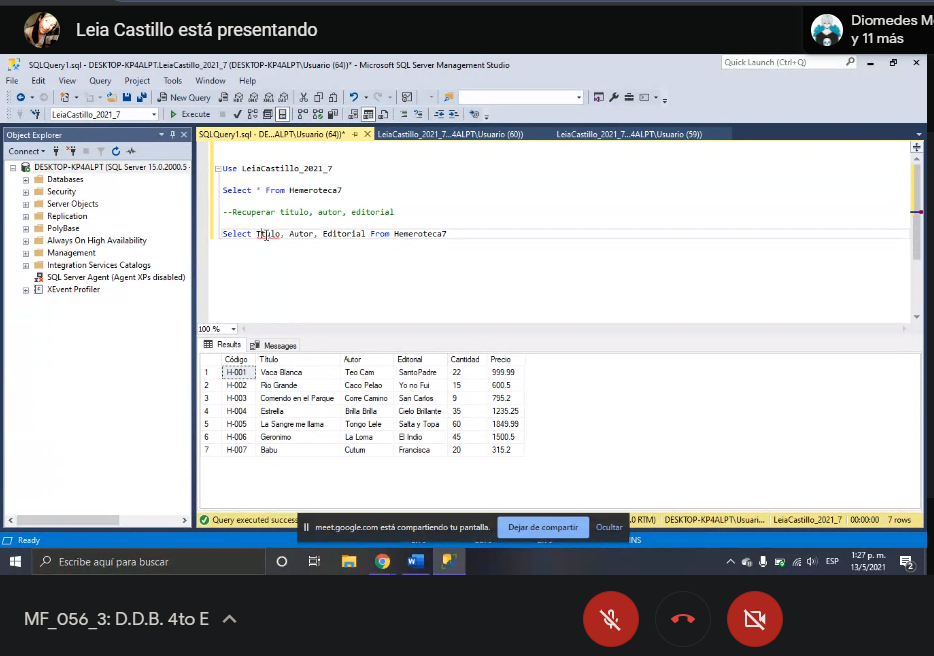 Leia Castillo está presentando
Diomedes M
y 11 más
SQLQuery1.sql - DESKTOP-KP4ALPT.LeiaCastillo_2021_7 (DESKTOP-KP4ALPT\Usuario (64))* - Microsoft SQL Server Management Studio
Quick Launch (Ctrl+Q)
File Edit View Query Project Tools Window Help
New Query
LeiaCastillo_2021_7 Execute
Object Explorer
SQLQuery1.sql - DE...ALPT\Usuario (64))* LeiaCastillo_2021_7...4ALPT\Usuario (60)) LeiaCastillo_2021_7...4ALPT\Usuario (59))
Connect
DESKTOP-KP4ALPT (SQL Server 15.0.2000.5 -
Databases
Security
Server Objects
Replication
PolyBase
Always On High Availability
Management
Integration Services Catalogs
SQL Server Agent (Agent XPs disabled)
XEvent Profiler
Use LeiaCastillo_2021_7
Select * From Hemeroteca7
--Recuperar titulo, autor, editorial
Select Titulo, Autor, Editorial From Hemeroteca7
100 %
Results Messages
Código Título Autor Editorial Cantidad Precio
1 H-001 Vaca Blanca Teo Cam SantoPadre 22 999.99
2 H-002 Rio Grande Caco Pelao Yo no Fui 15 600.5
3 H-003 Corriendo en el Parque Corre Camino San Carlos 9 795.2
4 H-004 Estrella Brilla Brilla Cielo Brillante 35 1235.25
5 H-005 La Sangre me llama Tongo Lele Salta y Topa 60 1849.99
6 H-006 Geronimo La Loma El Indio 45 1500.5
7 H-007 Babu Cutum Francisca 20 315.2
Query executed success
.0 RTM) DESKTOP-KP4ALPT\Usuari... LeiaCastillo_2021_7 00:00:00 7 rows
meet.google.com está compartiendo tu pantalla. Dejar de compartir Ocultar
Ready
INS
Escribe aquí para buscar
ESP
1:27 p. m.
13/5/2021
2
MF_056_3: D.D.B. 4to E